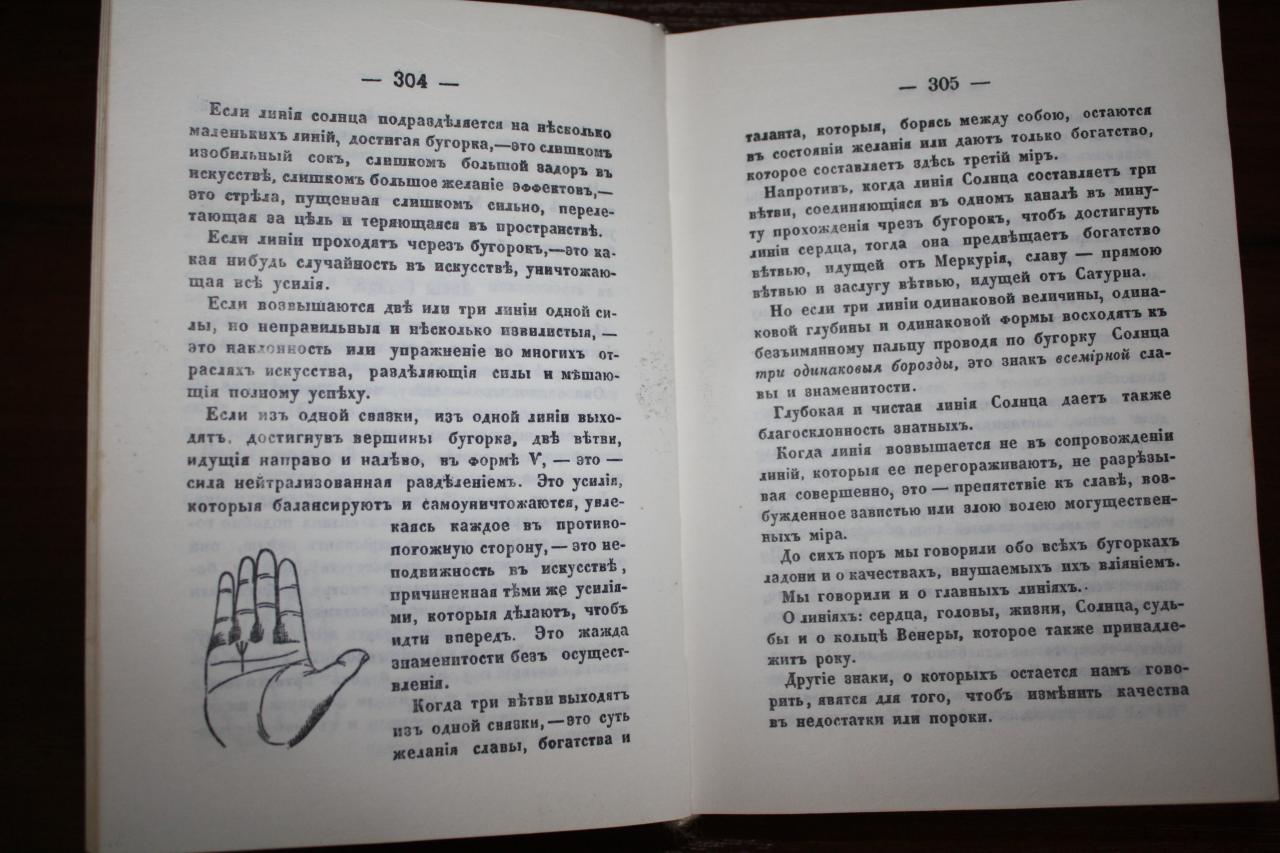 — 304 —
Если линія солнца подраздѣляется на нѣсколько
маленькихъ линій, достигая бугорка,—это слишкомъ
изобильный сокъ, слишкомъ большой задоръ въ
искусствѣ, слишкомъ большое желаніе эффектовъ,—
это стрѣла, пущенная слишкомъ сильно, переле-
тающая за цѣль и теряющаяся въ пространствѣ.
Если линіи проходятъ черезъ бугорокъ,—это ка-
кая нибудь случайность въ искусствѣ, уничтожаю-
щая всѣ усилія.
Если возвышаются двѣ или три линіи одной си-
лы, но неправильныя и нѣсколько извилистыя, —
это наклонность или упражненіе во многихъ от-
расляхъ искусства, раздѣляющія силы и мѣшаю-
щія полному успѣху.
Если изъ одной связки, изъ одной линіи выхо-
дятъ, достигнувъ вершины бугорка, двѣ вѣтви,
идущія направо и налѣво, въ формѣ V, — это —
сила нейтрализованная раздѣленіемъ. Это усилія,
которыя балансируютъ и самоуничтожаются, увле-
каясь каждое въ противо-
погожную сторону, — это не-
подвижность въ искусствѣ,
причиненная тѣми же усилія-
ми, которыя дѣлаютъ, чтобъ
идти впередъ. Это жажда
знаменитости безъ осущест-
вленія.
Когда три вѣтви выходятъ
изъ одной связки,—это суть
желанія славы, богатства и
— 305 —
таланта, которыя, борясь между собою, остаются
въ состояніи желанія или даютъ только богатство,
которое составляетъ здѣсь третій міръ.
Напротивъ, когда линія Солнца составляетъ три
вѣтви, соединяющіяся въ одномъ каналѣ въ мину-
ту прохожденія чрезъ бугорокъ, чтобъ достигнуть
линіи сердца, тогда она предвѣщаетъ богатство
вѣтвью, идущей отъ Меркурія, славу — прямою
вѣтвью и заслугу вѣтвью, идущей отъ Сатурна.
Но если три линіи одинаковой величины, одина-
ковой глубины и одинаковой формы восходятъ къ
безъимянному пальцу проводя по бугорку Солнца
три одинаковыя борозды, это знакъ всемірной сла-
вы и знаменитости.
Глубокая и чистая линія Солнца даетъ также
благосклонность знатныхъ.
Когда линія возвышается не въ сопровожденіи
линій, которыя ее перегораживаютъ, не разрѣзы-
вая совершенно, это — препятствіе къ славѣ, воз-
бужденное завистью или злою волею могуществен-
ныхъ міра.
До сихъ поръ мы говорили обо всѣхъ бугоркахъ
ладони и о качествахъ, внушаемыхъ ихъ вліяніемъ.
Мы говорили и о главныхъ линіяхъ.
О линіяхъ: сердца, головы, жизни, Солнца, судь-
бы и о кольцѣ Венеры, которое также принадле-
житъ року.
Другіе знаки, о которыхъ остается намъ гово-
рить, явятся для того, чтобъ измѣнить качества
въ недостатки или пороки.